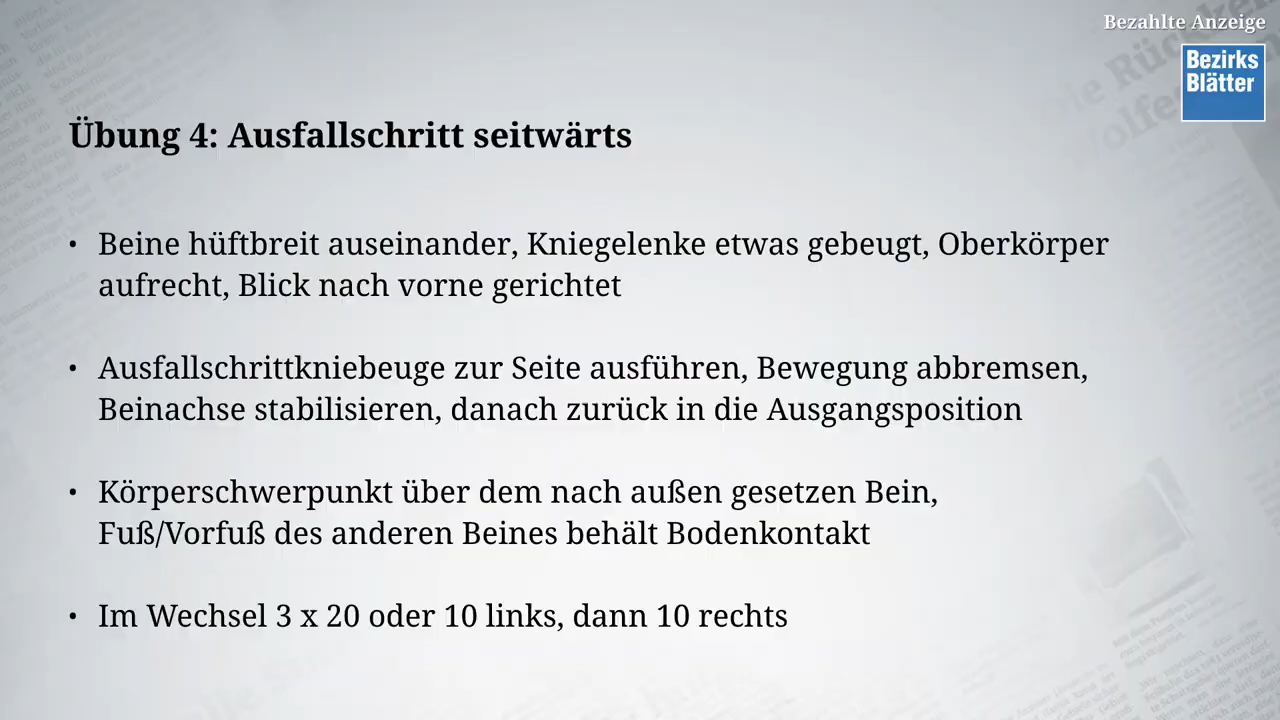 Bezahlte Anzeige
Bezirks
Blätter
Übung 4: Ausfallschritt seitwärts
• Beine hüftbreit auseinander, Kniegelenke etwas gebeugt, Oberkörper
aufrecht, Blick nach vorne gerichtet
• Ausfallschrittkniebeuge zur Seite ausführen, Bewegung abbremsen,
Beinachse stabilisieren, danach zurück in die Ausgangsposition
• Körperschwerpunkt über dem nach außen gesetzen Bein,
Fuß/Vorfuß des anderen Beines behält Bodenkontakt
• Im Wechsel 3 x 20 oder 10 links, dann 10 rechts